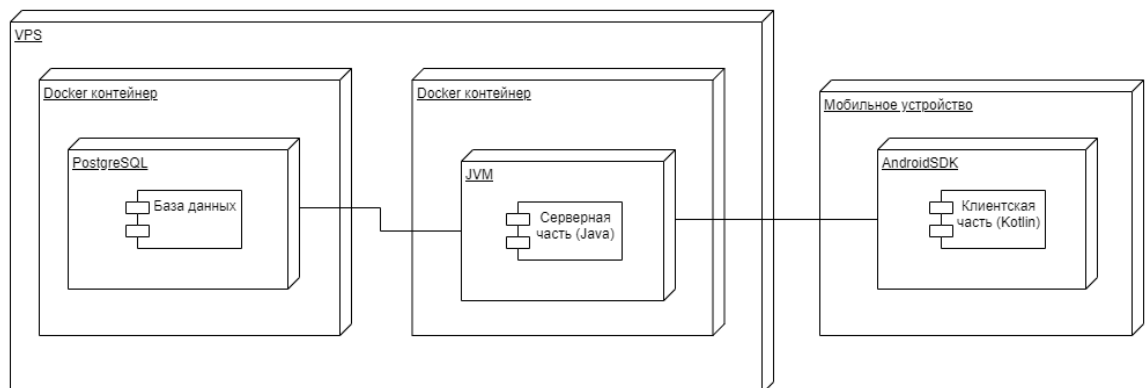 VPS
Docker контейнер
PostgreSQL
База данных
Docker контейнер
JVM
Серверная
часть (Java)
Мобильное устройство
AndroidSDK
Клиентская
часть (Kotlin)